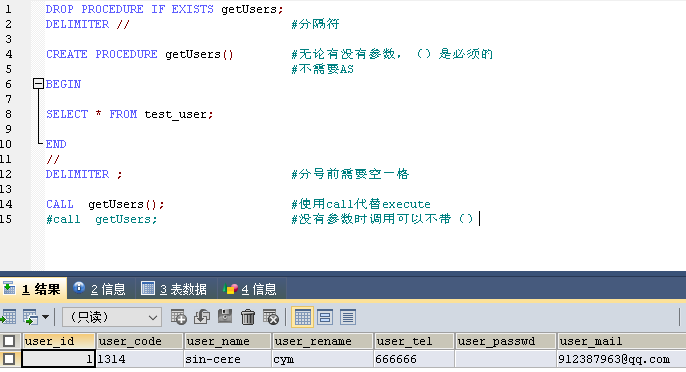 1 DROP PROCEDURE IF EXISTS getUsers;
2 DELIMITER // #分隔符
3
4 CREATE PROCEDURE getUsers() #无论有没有参数，（）是必须的
5 #不需要AS
6 BEGIN
7
8 SELECT * FROM test_user;
9
10 END
11 //
12 DELIMITER ; #分号前需要空一格
13
14 CALL getUsers(); #使用call代替execute
15 #call getUsers; #没有参数时调用可以不带（）
1 结果 2 信息 3 表数据 4 信息
（只读）
user_id user_code user_name user_rename user_tel user_passwd user_mail
1 1314 sin-cere cym 666666 912387963@qq.com